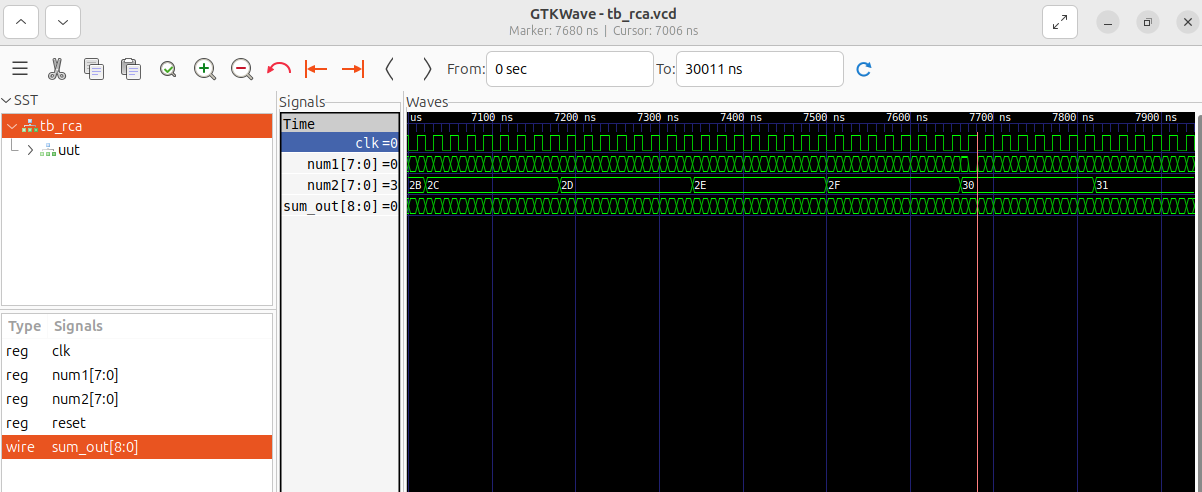 GTKWave - tb_rca.vcd
Marker: 7680 ns | Cursor: 7006 ns
From: 0 sec To: 30011 ns
SST
tb_rca
uut
Type Signals
reg clk
reg num1[7:0]
reg num2[7:0]
reg reset
wire sum_out[8:0]
Signals
Time
clk =0
num1[7:0] =0
num2[7:0] =3
sum_out[8:0] =0
Waves
us 7100 ns 7200 ns 7300 ns 7400 ns 7500 ns 7600 ns 7700 ns 7800 ns 7900 ns
2B 2C 2D 2E 2F 30 31